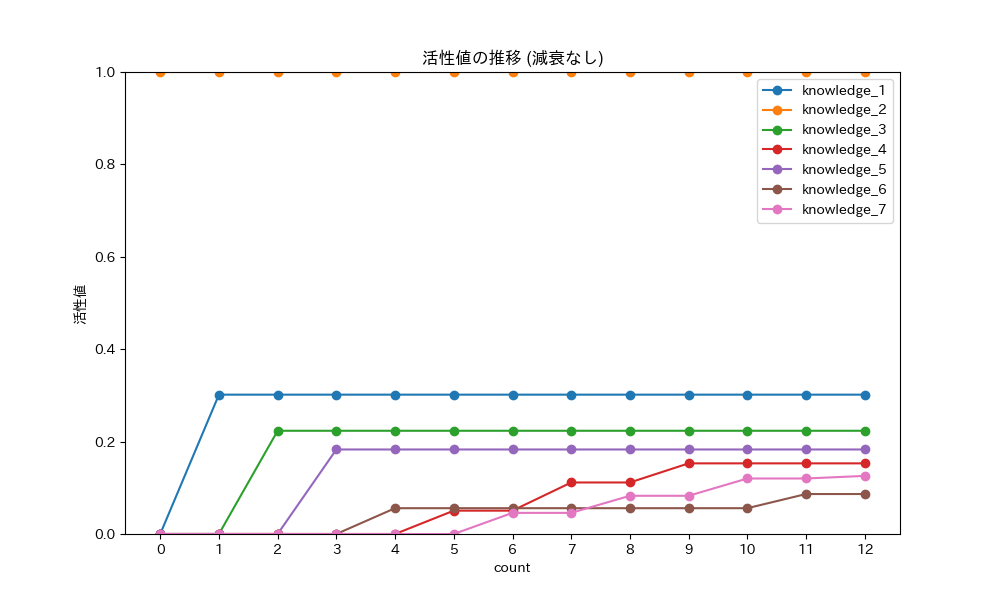 活性値の推移 (減衰なし)
1.0
0.8
0.6
0.4
0.2
0.0
活性値
knowledge_1
knowledge_2
knowledge_3
knowledge_4
knowledge_5
knowledge_6
knowledge_7
0 1 2 3 4 5 6 7 8 9 10 11 12
count